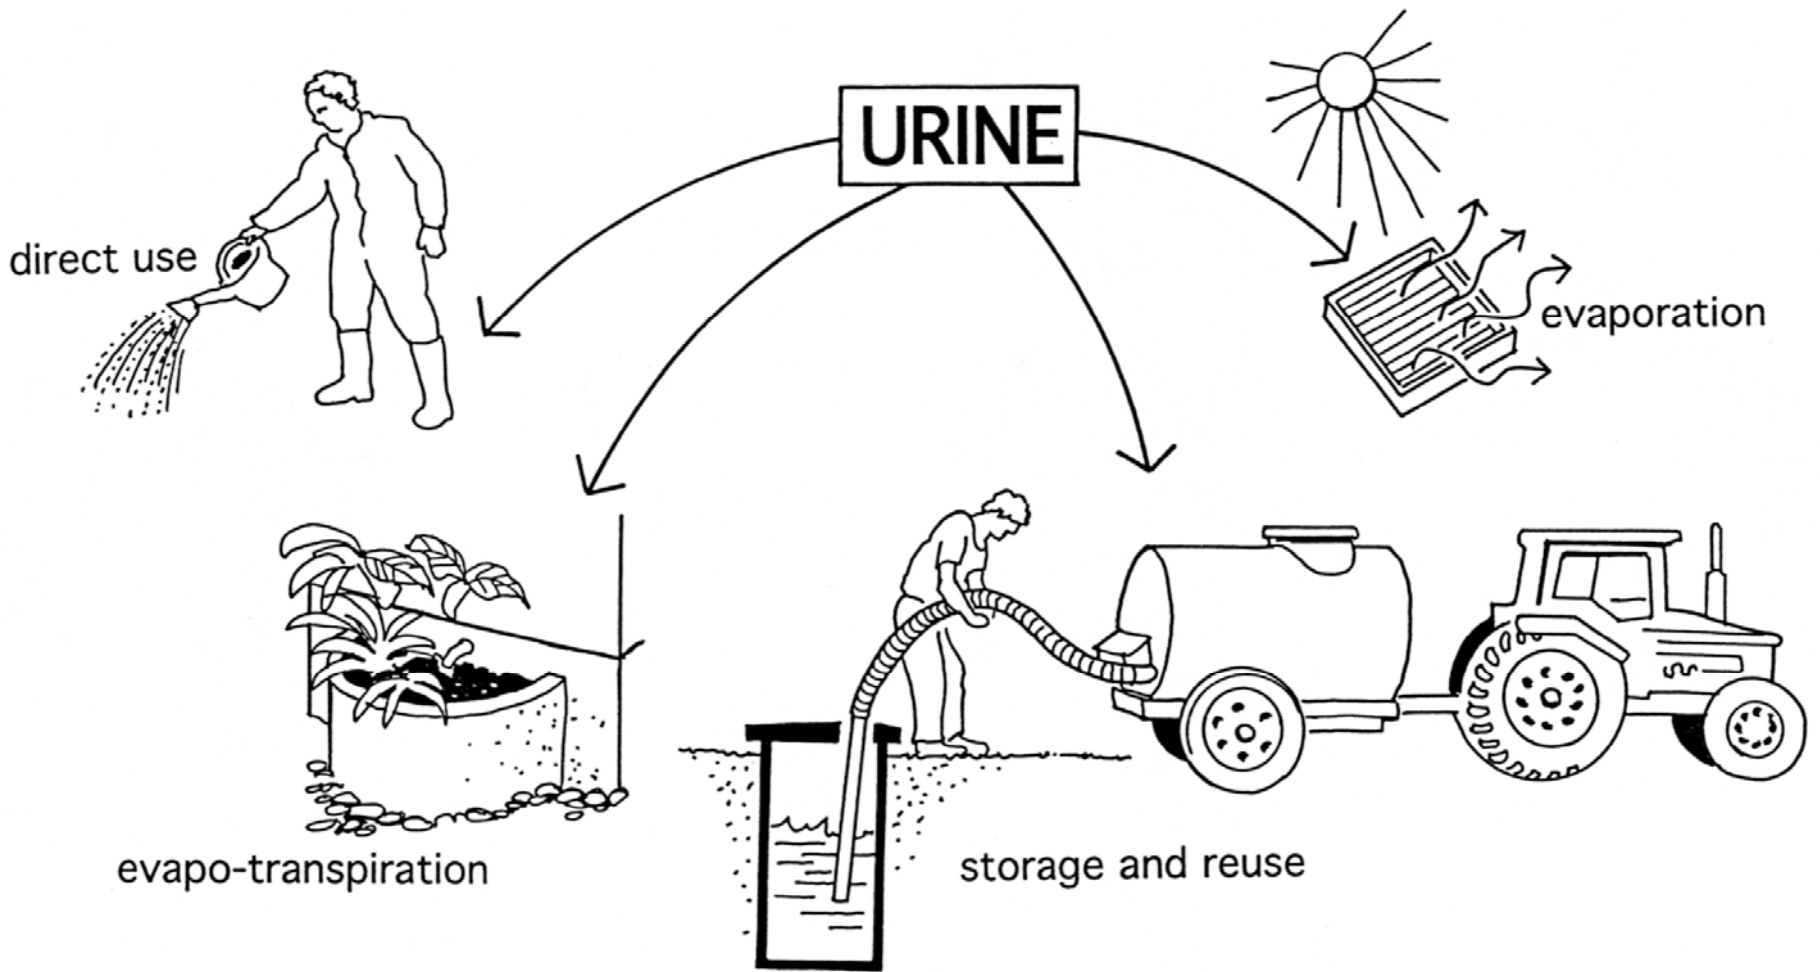 URINE
direct use
evaporation
evapo-transpiration
storage and reuse